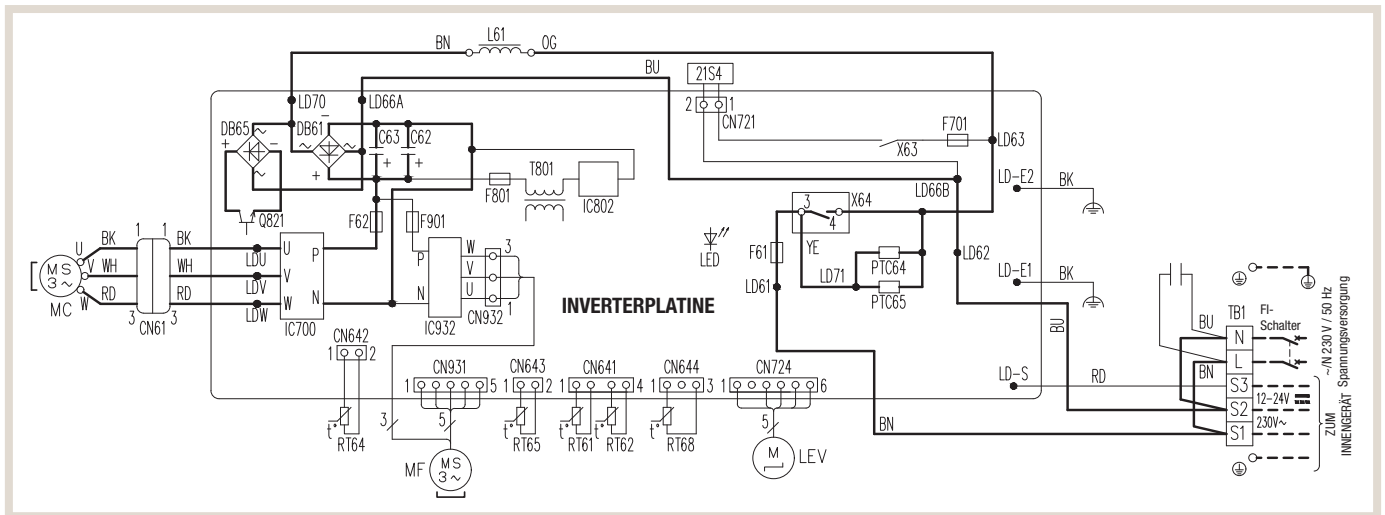 BN L61 OG
BU
21S4
2 1
CN721
LD70 LD66A
DB65 ~ DB61 −
+ − ~ ~
~ +
C63 C62
+ +
X63 F701 LD63
T801
F801 IC802
LD66B
LD-E2 BK
Q821
F62 F901
3 X64
4
YE
LED
F61 LD71 PTC64
PTC65
LD62
LD61
LD-E1 BK
1 1
U BK BK LDU U P
V WH WH LDV V
W RD RD LDW W N
MS
3~
MC
3 3
CN61
IC700
P W 3
V
N U 1
IC932 CN932
INVERTERPLATINE
BU
CN642
1 2
CN931
1 5
CN643
1 2
CN641
1 4
CN644
1 3
CN724
1 6
LD-S RD
BN
3 5 5
t° RT64
t° RT65
t° RT61
t° RT62
t° RT68
MF
MS
3~
M
LEV
TB1
FI-
Schalter
BU N
BN L
S3
S2 12-24V
S1 230V~
~/N 230 V / 50 Hz
Spannungsversorgung
ZUM
INNENGERÄT